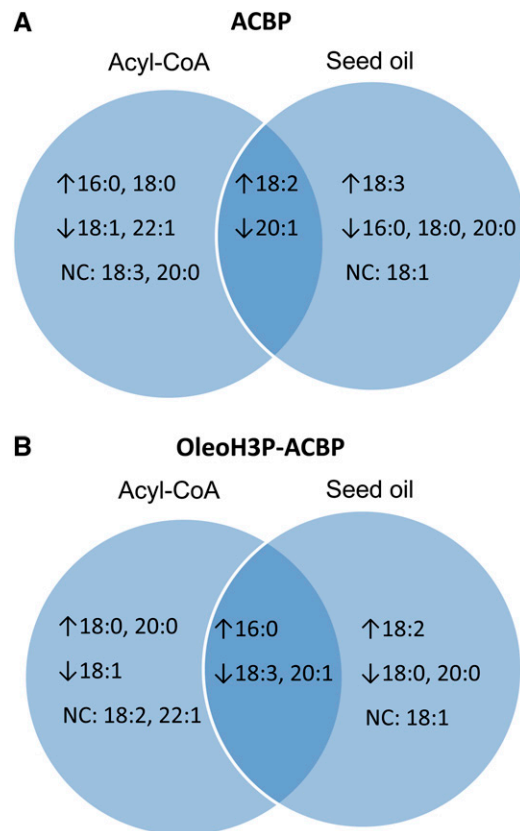 A
ACBP
Acyl-CoA
Seed oil
↑16:0, 18:0
↑18:2
↑18:3
↓18:1, 22:1
↓20:1
↓16:0, 18:0, 20:0
NC: 18:3, 20:0
NC: 18:1
B
OleoH3P-ACBP
Acyl-CoA
Seed oil
↑18:0, 20:0
↑16:0
↑18:2
↓18:1
↓18:3, 20:1
↓18:0, 20:0
NC: 18:2, 22:1
NC: 18:1